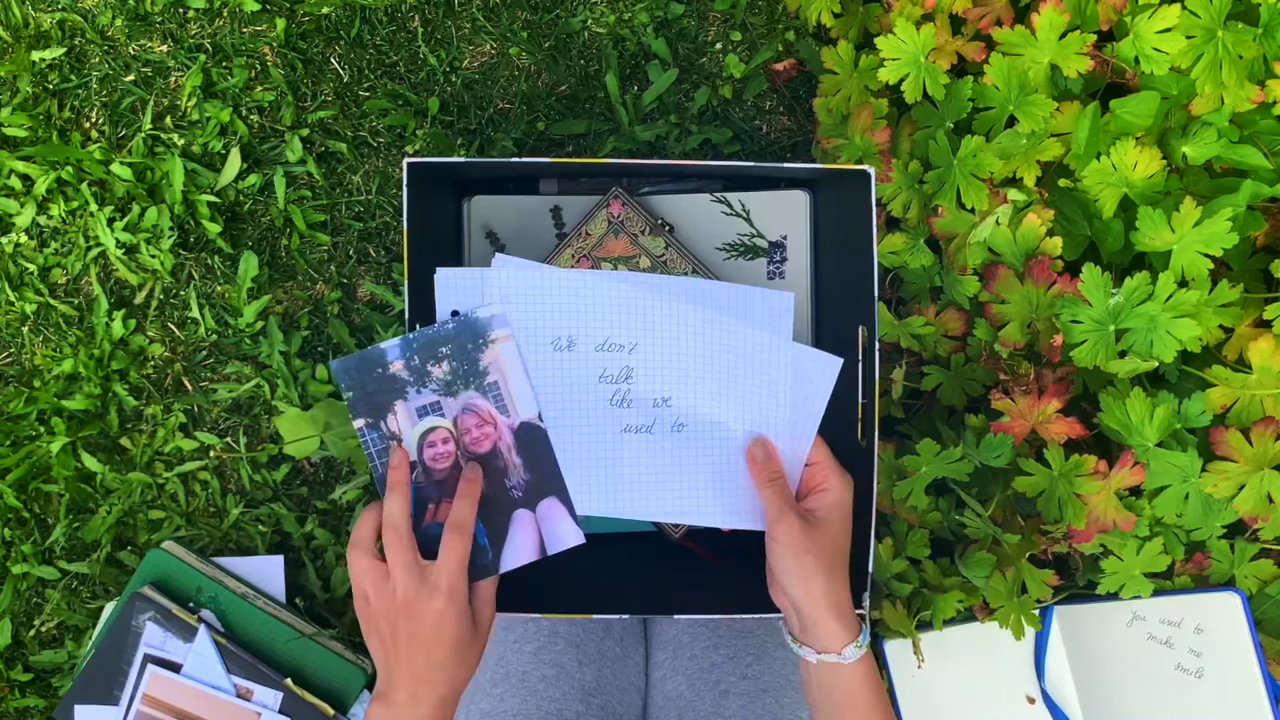 We don't
talk
like we
used to
You used to
make me
smile